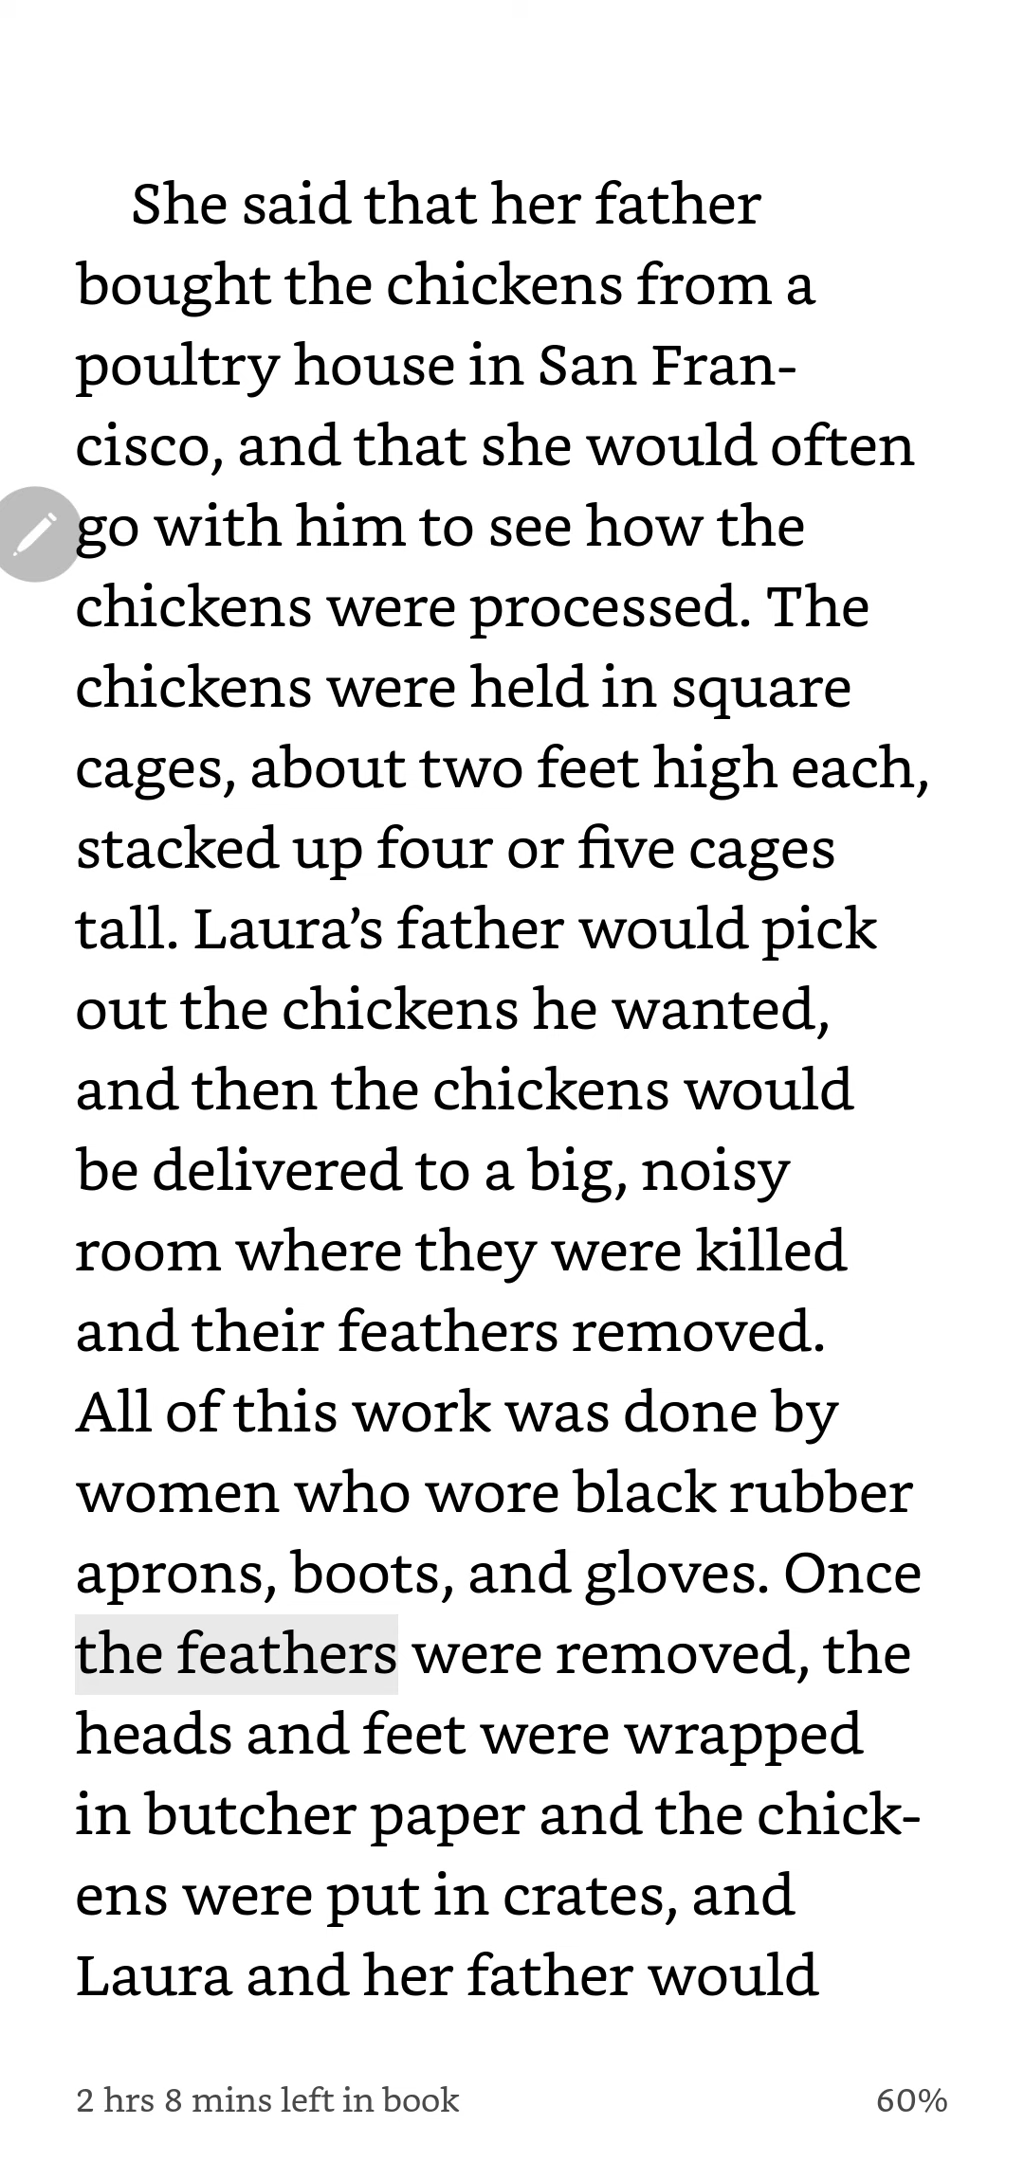 She said that her father
bought the chickens from a
poultry house in San Fran-
cisco, and that she would often
go with him to see how the
chickens were processed. The
chickens were held in square
cages, about two feet high each,
stacked up four or five cages
tall. Laura’s father would pick
out the chickens he wanted,
and then the chickens would
be delivered to a big, noisy
room where they were killed
and their feathers removed.
All of this work was done by
women who wore black rubber
aprons, boots, and gloves. Once
the feathers were removed, the
heads and feet were wrapped
in butcher paper and the chick-
ens were put in crates, and
Laura and her father would
2 hrs 8 mins left in book 60%